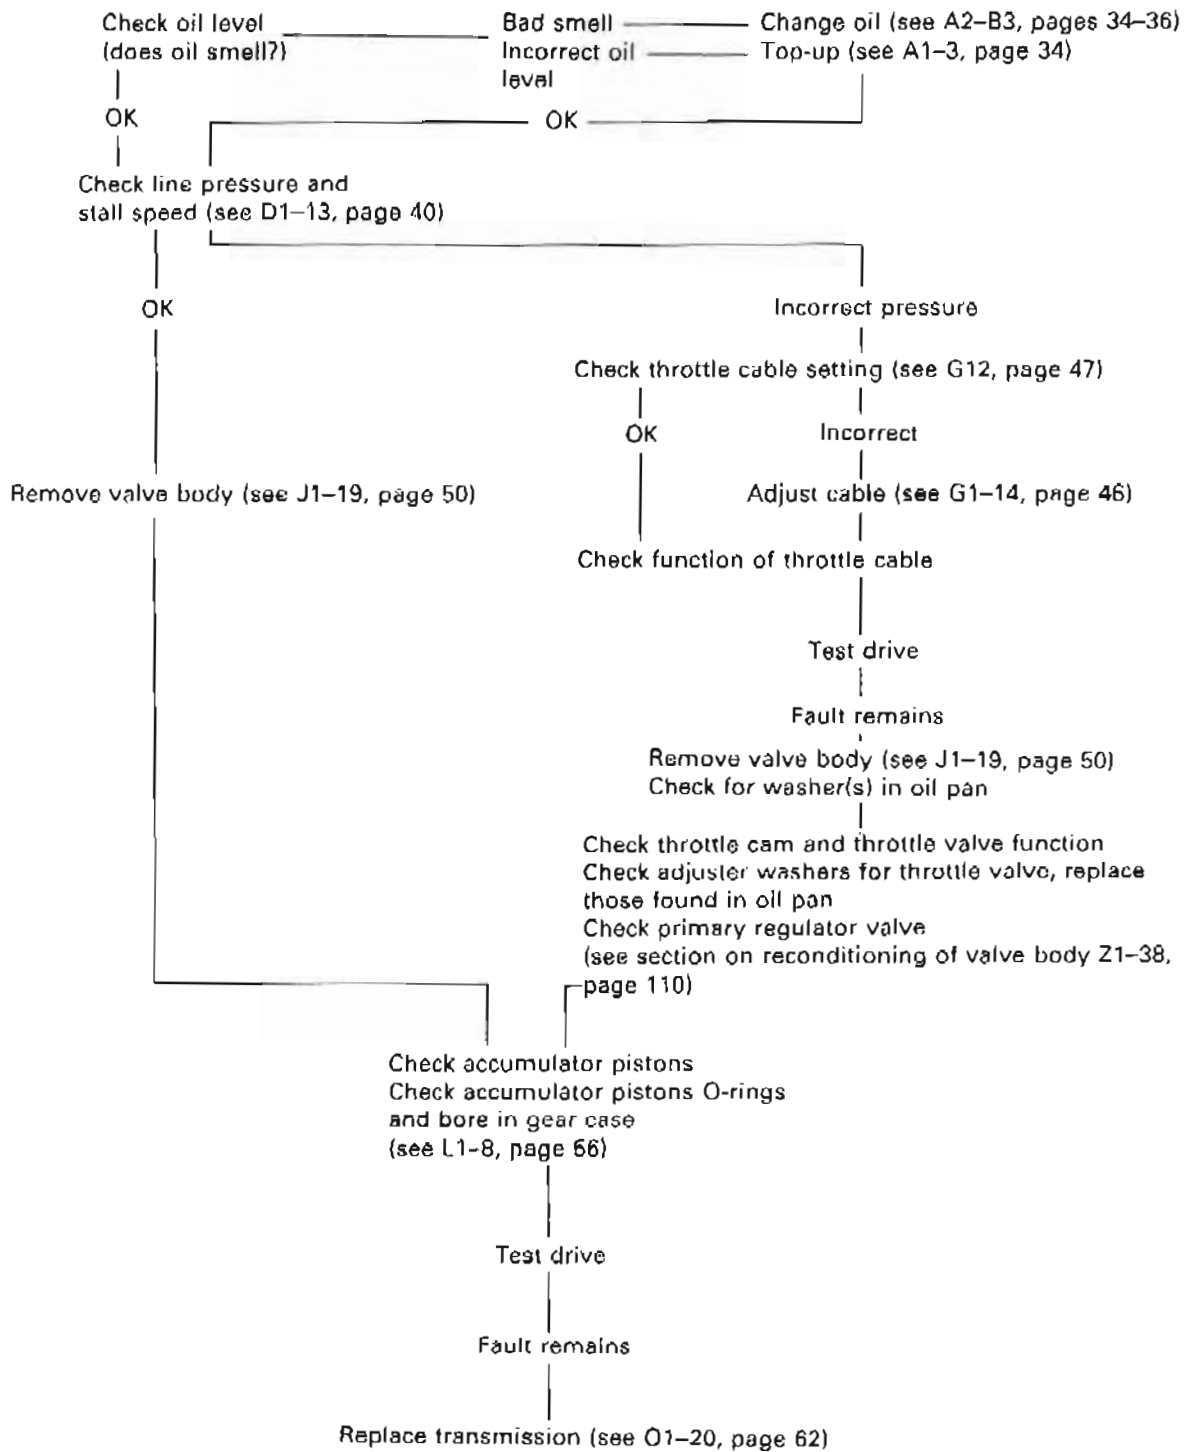 Check oil level
(does oil smell?)
Bad smell
Incorrect oil
level
Change oil (see A2–B3, pages 34–36)
Top-up (see A1–3, page 34)
OK
OK
Check line pressure and
stall speed (see D1–13, page 40)
OK
Incorrect pressure
Check throttle cable setting (see G12, page 47)
OK
Incorrect
Remove valve body (see J1–19, page 50)
Adjust cable (see G1–14, page 46)
Check function of throttle cable
Test drive
Fault remains
Remove valve body (see J1–19, page 50)
Check for washer(s) in oil pan
Check throttle cam and throttle valve function
Check adjuster washers for throttle valve, replace
those found in oil pan
Check primary regulator valve
(see section on reconditioning of valve body Z1–38,
page 110)
Check accumulator pistons
Check accumulator pistons O-rings
and bore in gear case
(see L1–8, page 56)
Test drive
Fault remains
Replace transmission (see O1–20, page 62)